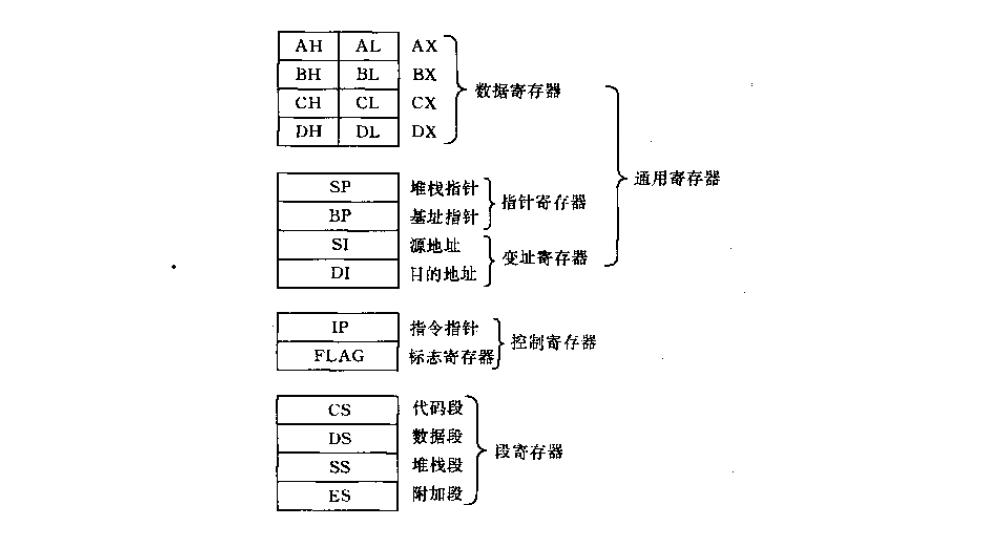 AH AL AX
BH BL BX
数据寄存器
CH CL CX
DH DL DX
通用寄存器
SP 堆栈指针
指针寄存器
BP 基址指针
SI 源地址
变址寄存器
DI 目的地址
IP 指令指针
控制寄存器
FLAG 标志寄存器
CS 代码段
DS 数据段
段寄存器
SS 堆栈段
ES 附加段